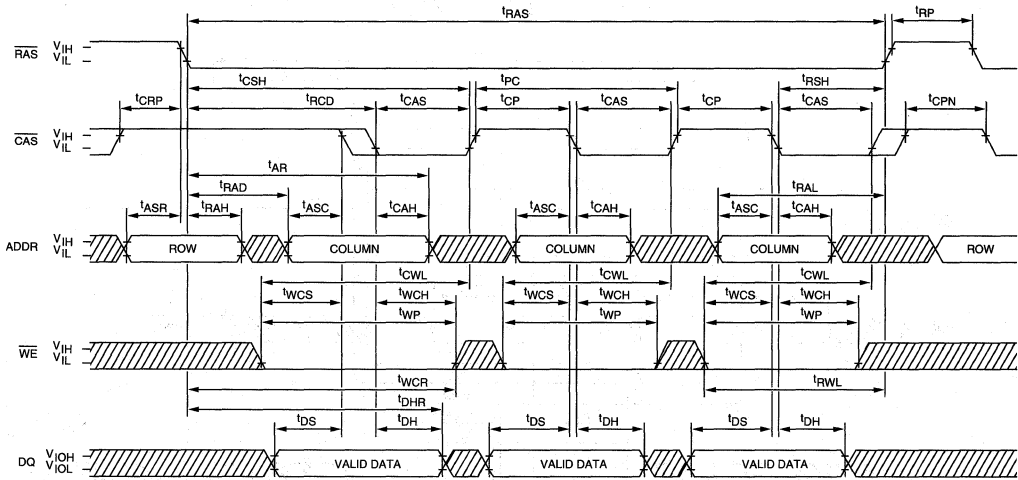 tRAS tRP
RAS VIH
VIL
tCSH tPC tRSH
tCRP tRCD tCAS tCP tCAS tCP tCAS tCPN
CAS VIH
VIL
tAR
tRAD tRAL
tASR tRAH tASC tCAH tASC tCAH tASC tCAH
ADDR VIH
VIL
ROW COLUMN COLUMN COLUMN ROW
tCWL tCWL tCWL
tWCS tWCH tWCS tWCH tWCS tWCH
tWP tWP tWP
WE VIH
VIL
tWCR tRWL
tDHR
tDS tDH tDS tDH tDS tDH
DQ VIOH
VIOL
VALID DATA VALID DATA VALID DATA